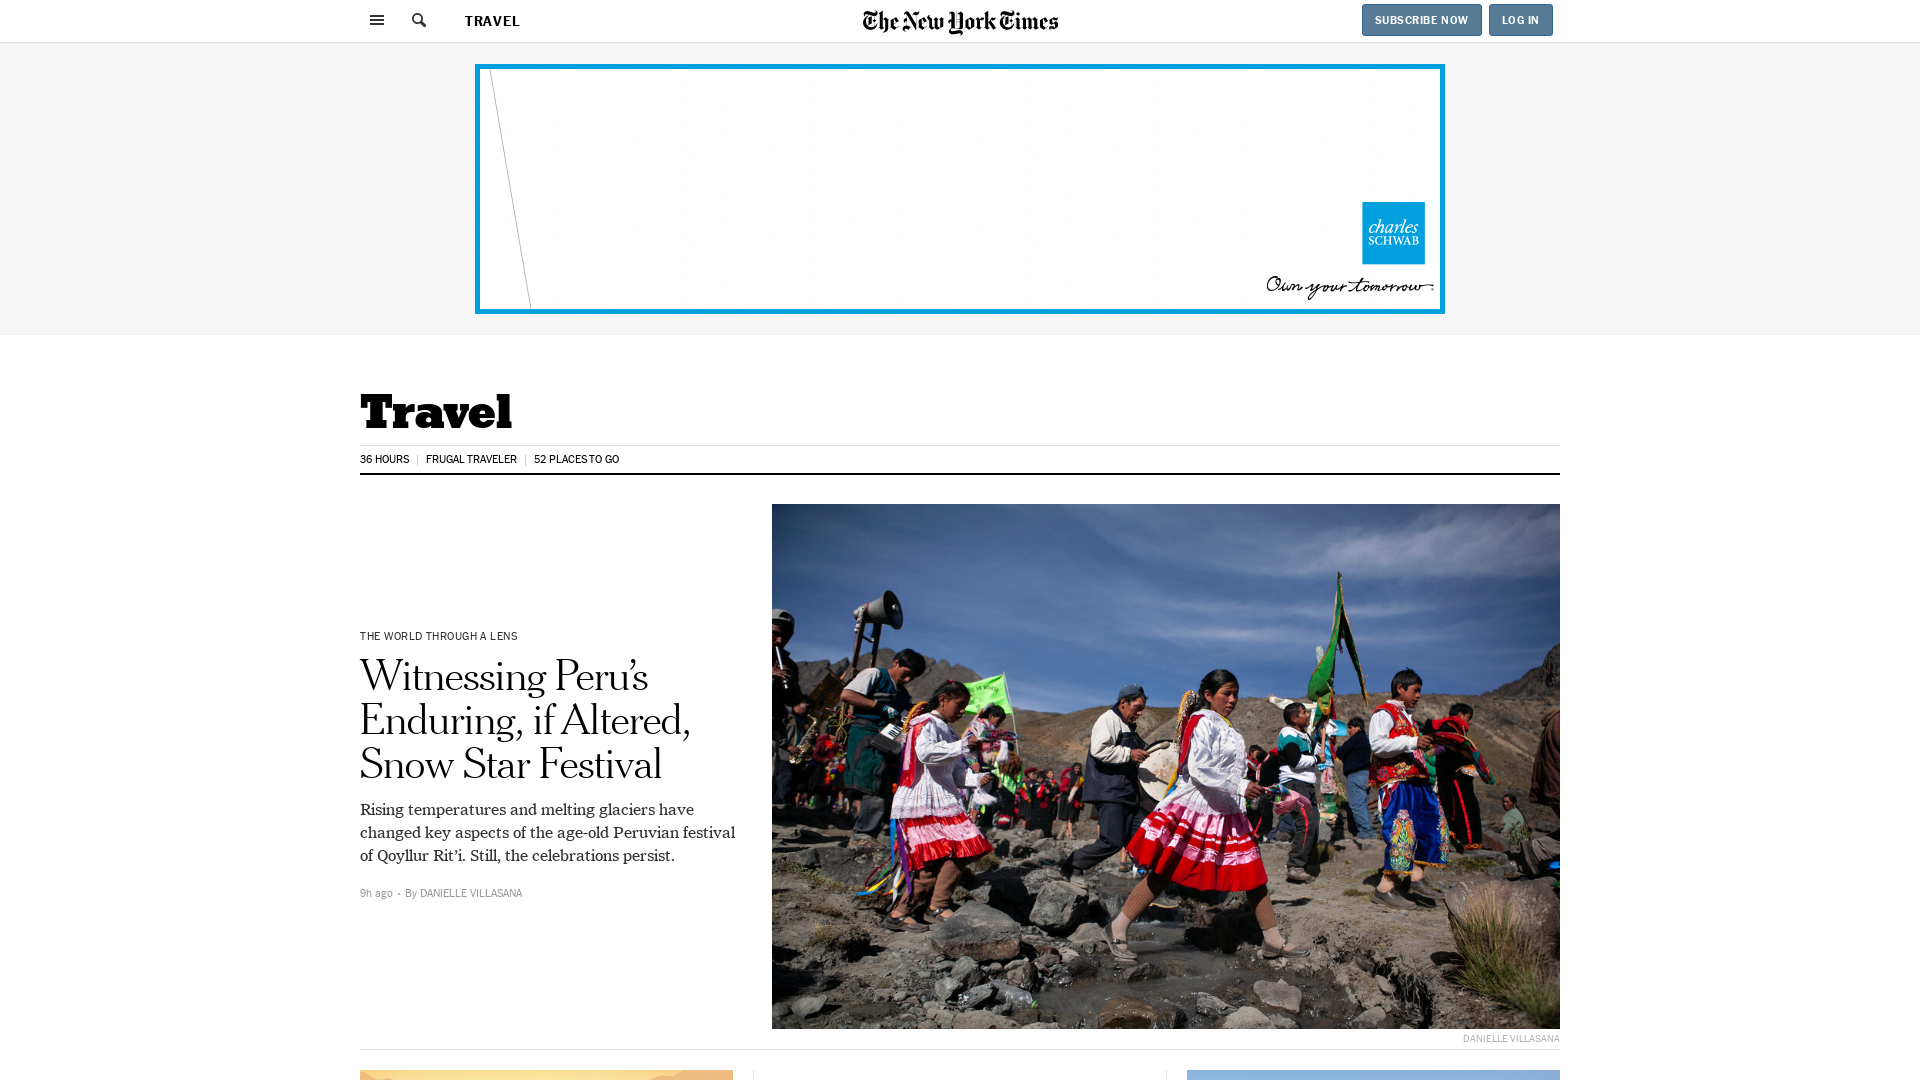 TRAVEL
The New York Times
SUBSCRIBE NOW
LOG IN
charles
SCHWAB
Own your tomorrow
Travel
36 HOURS
FRUGAL TRAVELER
52 PLACES TO GO
THE WORLD THROUGH A LENS
Witnessing Peru’s
Enduring, if Altered,
Snow Star Festival
Rising temperatures and melting glaciers have
changed key aspects of the age-old Peruvian festival
of Qoyllur Rit’i. Still, the celebrations persist.
9h ago • By DANIELLE VILLASANA
DANIELLE VILLASANA